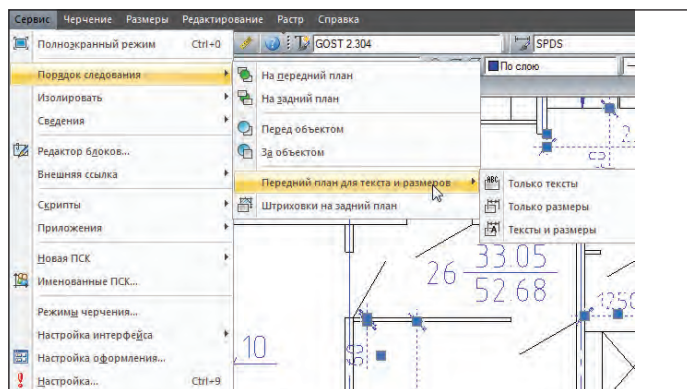 Сервис Черчение Размеры Редактирование Растр Справка
Полноэкранный режим Ctrl+0
GOST 2.304
SPDS
По слою
Порядок следования
Изолировать
Сведения
Редактор блоков...
Внешняя ссылка
Скрипты
Приложения
Новая ПСК
Именованные ПСК...
Режимы черчения...
Настройка интерфейса
Настройка оформления...
Настройка... Ctrl+9
На передний план
На задний план
Перед объектом
За объектом
Передний план для текста и размеров
Штриховки на задний план
ABC Только тексты
Только размеры
A Тексты и размеры
26 33.05
52.68
1250
,10